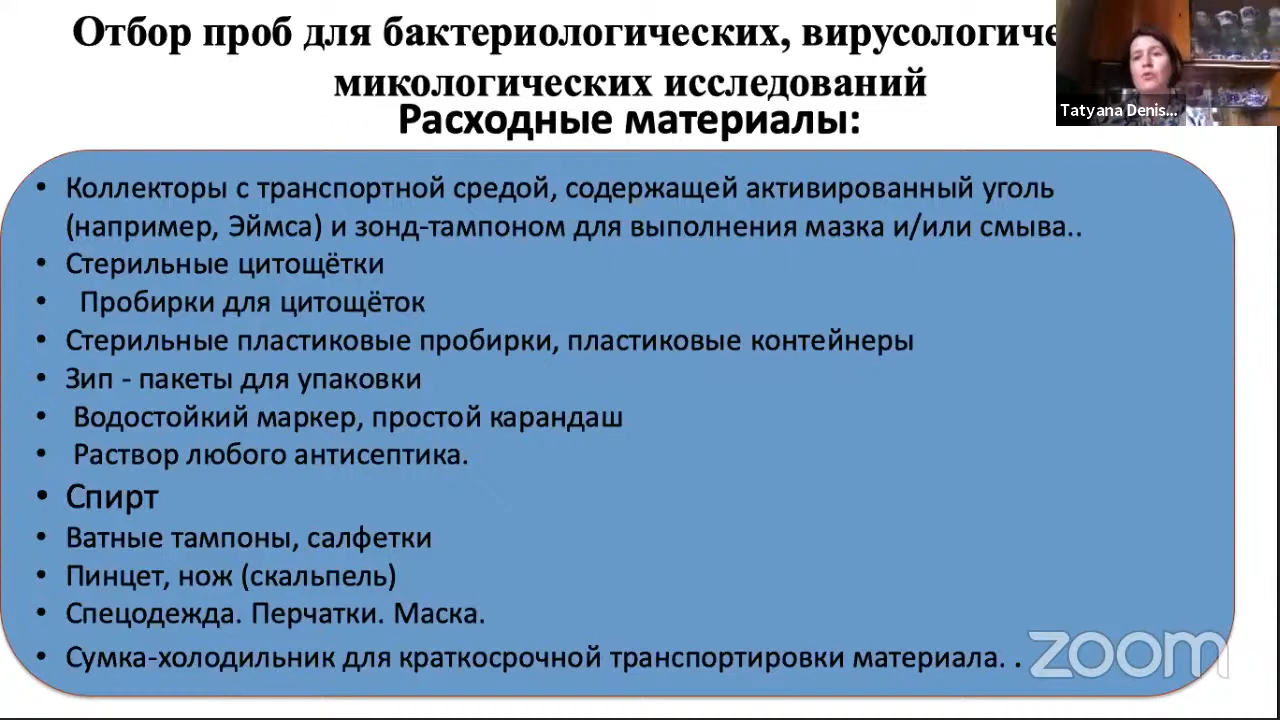 Отбор проб для бактериологических, вирусологиче
микологических исследований
Расходные материалы:
Tatyana Denis...
• Коллекторы с транспортной средой, содержащей активированный уголь
(например, Эймса) и зонд-тампоном для выполнения мазка и/или смыва..
• Стерильные цитощётки
• Пробирки для цитощёток
• Стерильные пластиковые пробирки, пластиковые контейнеры
• Зип - пакеты для упаковки
• Водостойкий маркер, простой карандаш
• Раствор любого антисептика.
• Спирт
• Ватные тампоны, салфетки
• Пинцет, нож (скальпель)
• Спецодежда. Перчатки. Маска.
• Сумка-холодильник для краткосрочной транспортировки материала. .
zoom